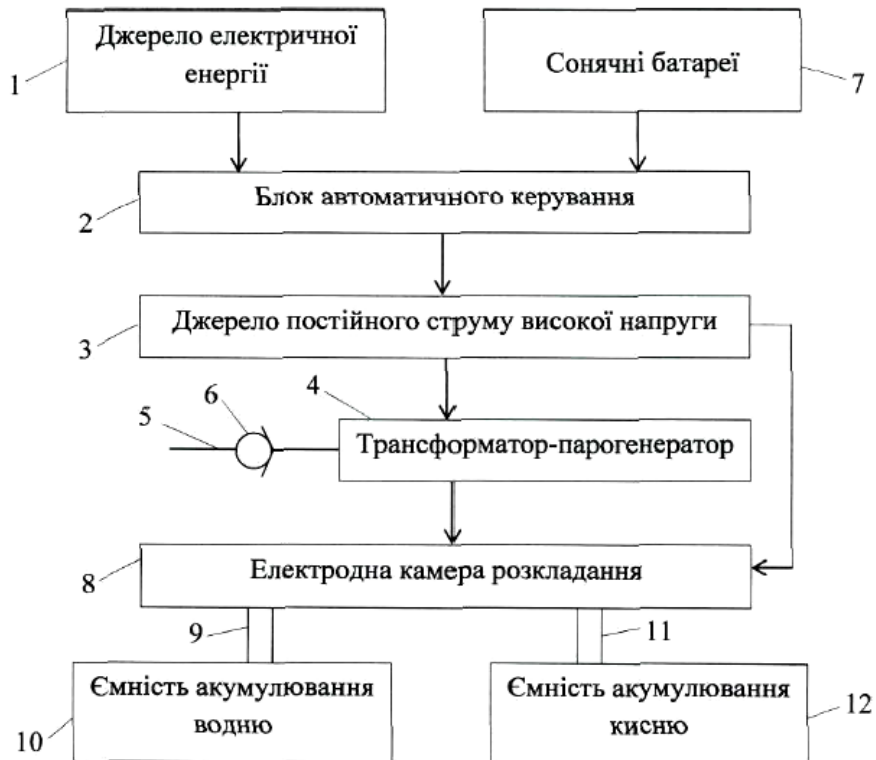 Джерело електричної
енергії
1
Сонячні батареї
7
Блок автоматичного керування
2
Джерело постійного струму високої напруги
3
4
6
5
Трансформатор-парогенератор
Електродна камера розкладання
8
9
11
Ємність акумулювання
водню
10
Ємність акумулювання
кисню
12